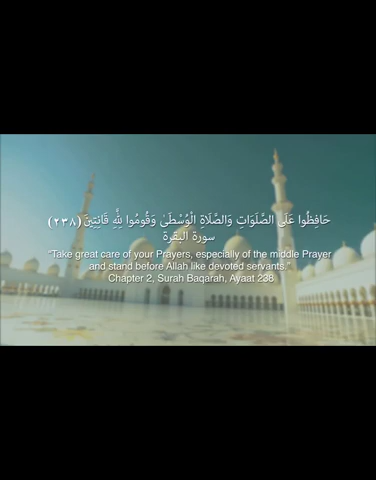 حَافِظُوا عَلَى الصَّلَوَاتِ وَالصَّلَاةِ الْوُسْطَىٰ وَقُومُوا لِلَّهِ قَانِتِينَ (٢٣٨)
سورة البقرة
“Take great care of your Prayers, especially of the middle Prayer
and stand before Allah like devoted servants.”
Chapter 2, Surah Baqarah, Ayaat 238